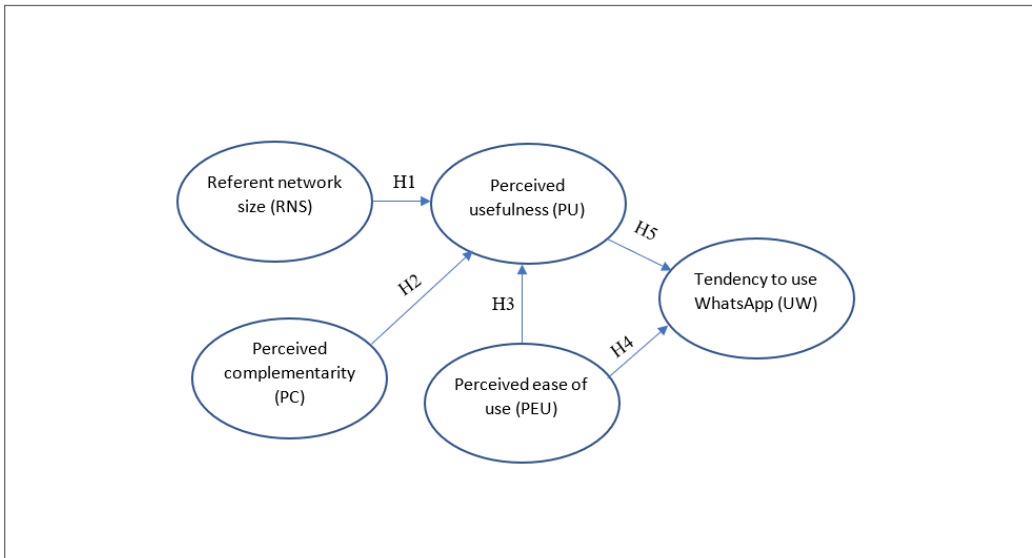 Referent network
size (RNS)
H1
Perceived
usefulness (PU)
H5
Tendency to use
WhatsApp (UW)
H2
H3
H4
Perceived
complementarity
(PC)
Perceived ease of
use (PEU)